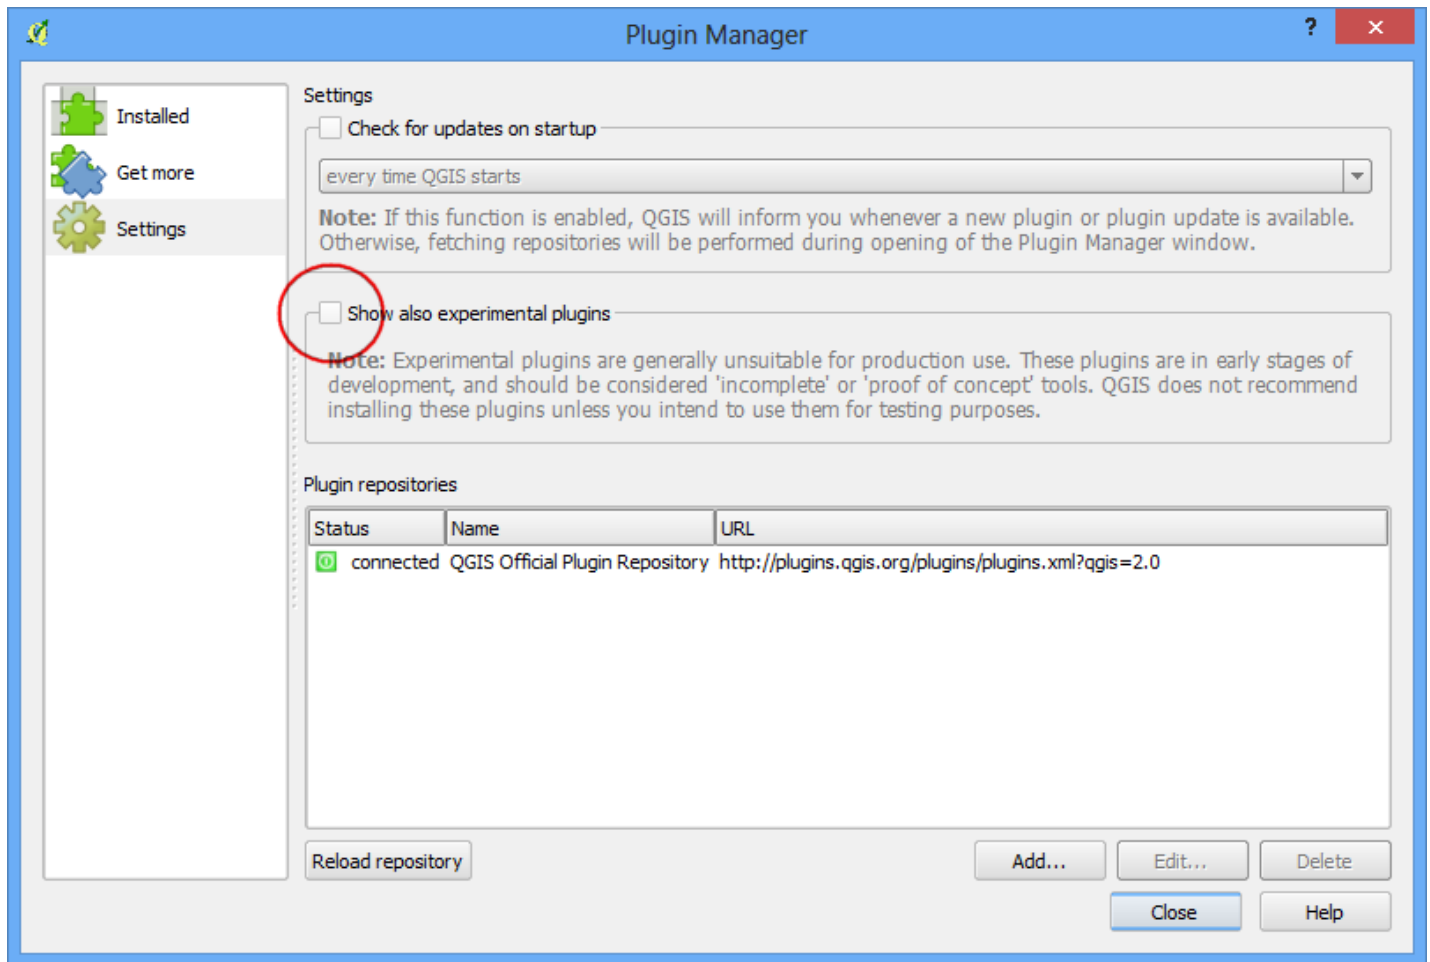 Plugin Manager
?
Installed
Get more
Settings
Settings
Check for updates on startup
every time QGIS starts
Note: If this function is enabled, QGIS will inform you whenever a new plugin or plugin update is available.
Otherwise, fetching repositories will be performed during opening of the Plugin Manager window.
Show also experimental plugins
Note: Experimental plugins are generally unsuitable for production use. These plugins are in early stages of
development, and should be considered 'incomplete' or 'proof of concept' tools. QGIS does not recommend
installing these plugins unless you intend to use them for testing purposes.
Plugin repositories
Status Name URL
connected QGIS Official Plugin Repository http://plugins.qgis.org/plugins/plugins.xml?qgis=2.0
Reload repository Add... Edit... Delete
Close Help